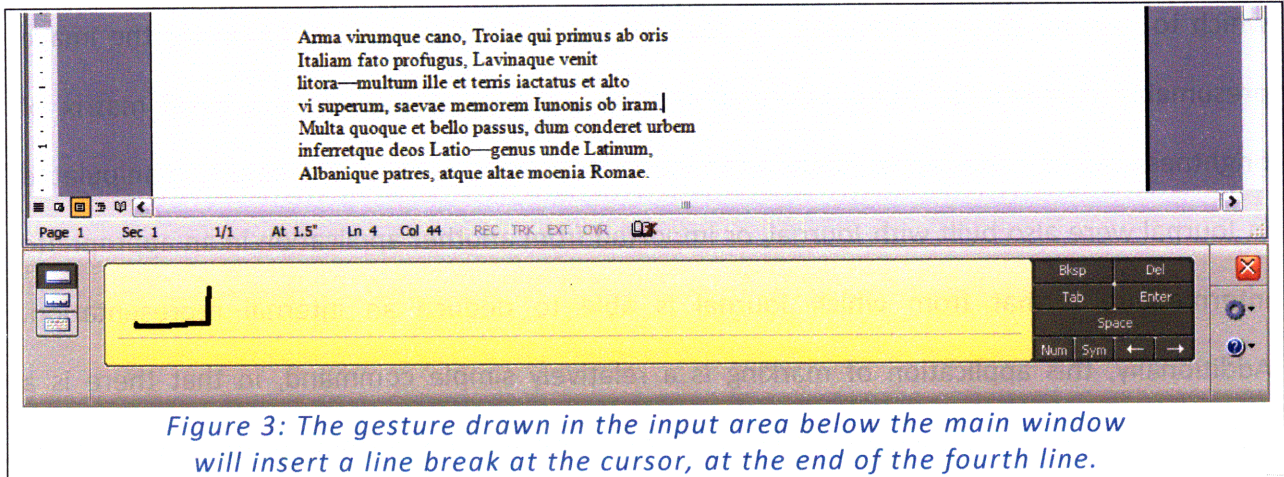 Arma virumque cano, Troiae qui primus ab oris
Italiam fato profugus, Lavinaque venit
litora—multum ille et terris iactatus et alto
vi superum, saevae memorem Iunonis ob iram.
Multa quoque et bello passus, dum conderet urbem
inferretque deos Latio—genus unde Latinum,
Albanique patres, atque altae moenia Romae.
Page 1 Sec 1 1/1 At 1.5" Ln 4 Col 44 REC TRK EXT OVR
Bksp Del
Tab Enter
Space
Num Sym ← →
Figure 3: The gesture drawn in the input area below the main window
will insert a line break at the cursor, at the end of the fourth line.